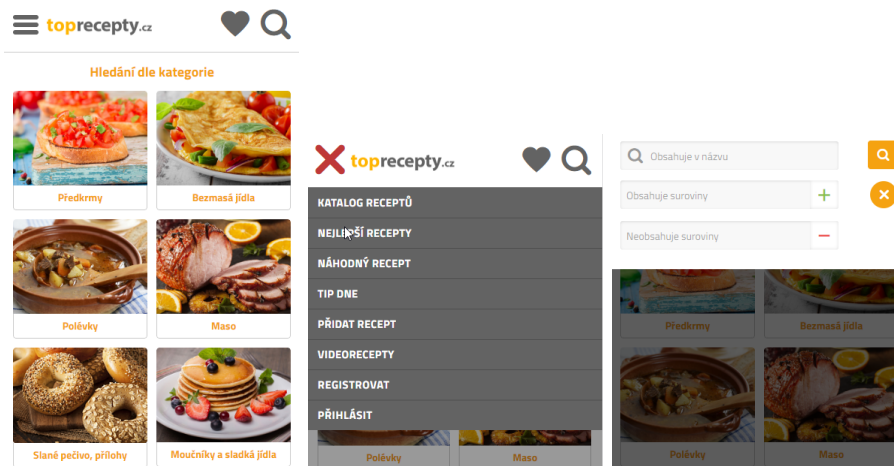 toprecepty.cz
Hledání dle kategorie
Předkrmy
Bezmasá jídla
Polévky
Maso
Slané pečivo, přílohy
Moučníky a sladká jídla
toprecepty.cz
KATALOG RECEPTŮ
NEJLEPŠÍ RECEPTY
NÁHODNÝ RECEPT
TIP DNE
PŘIDAT RECEPT
VIDEORECEPTY
REGISTROVAT
PŘIHLÁSIT
Polévky
Maso
Obsahuje v názvu
Obsahuje suroviny
Neobsahuje suroviny
Předkrmy
Bezmasá jídla
Polévky
Maso